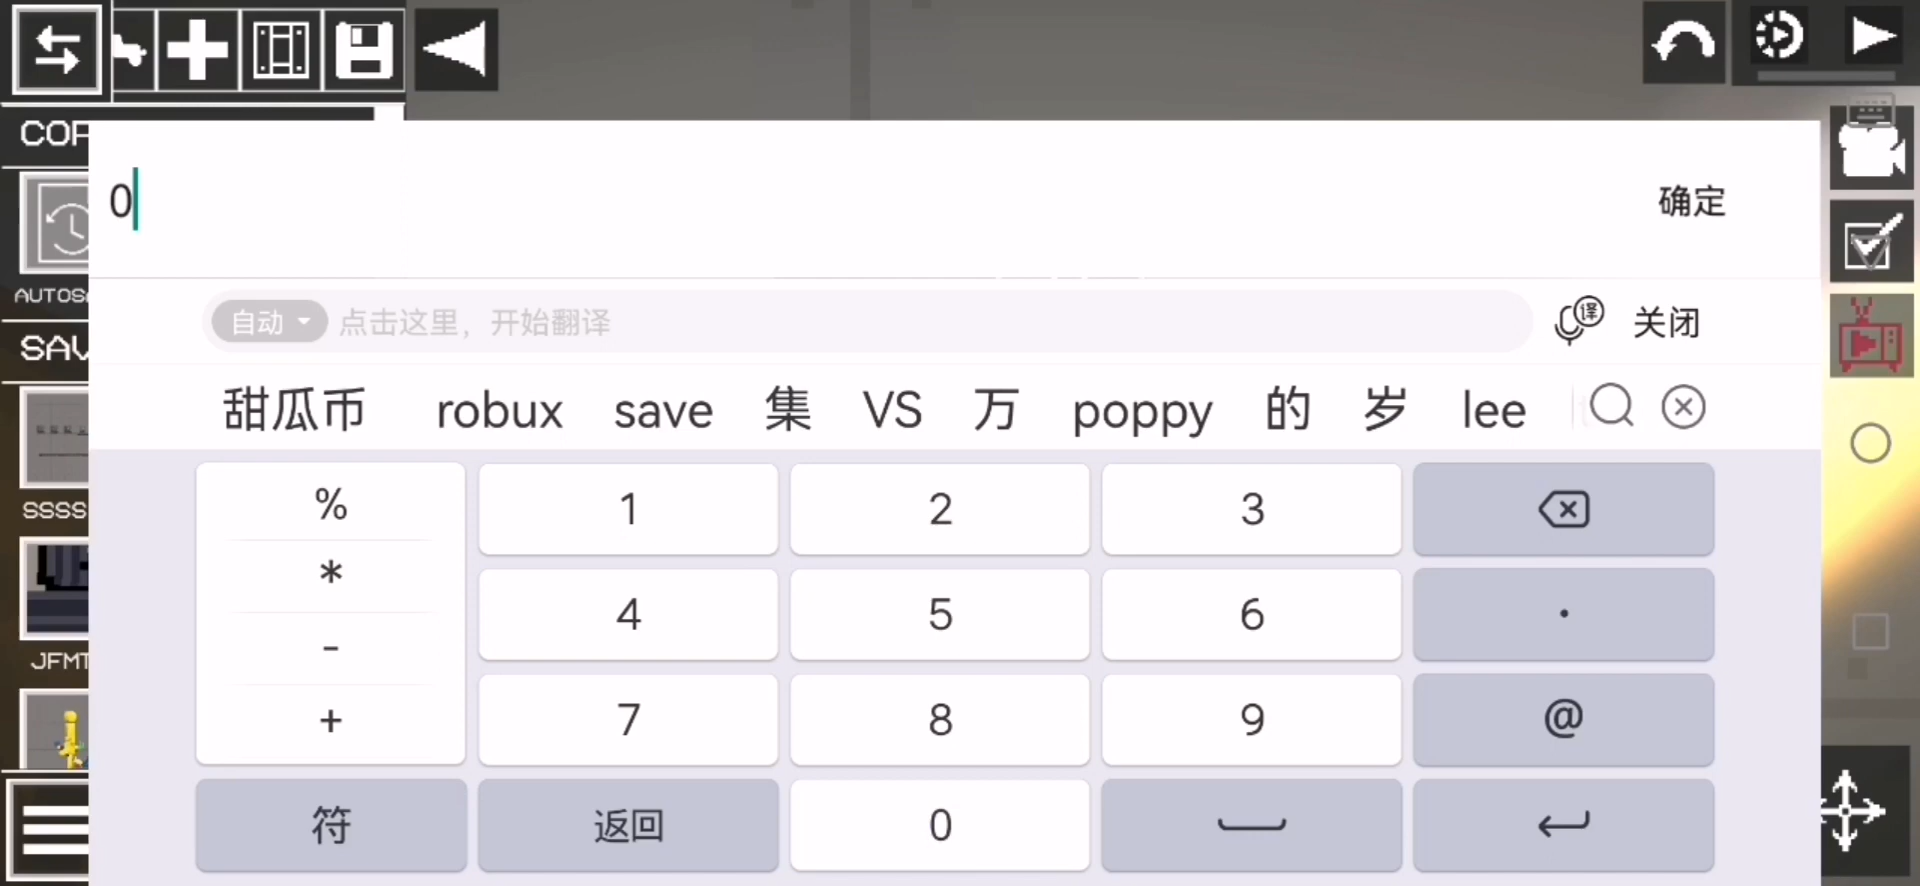 COP
0
确定
AUTOS
自动 点击这里，开始翻译 译 关闭
SAV
甜瓜币 robux save 集 VS 万 poppy 的 岁 lee
% 1 2 3
* 4 5 6 ·
- 7 8 9 @
+
符 返回 0
SSSS
JFMT